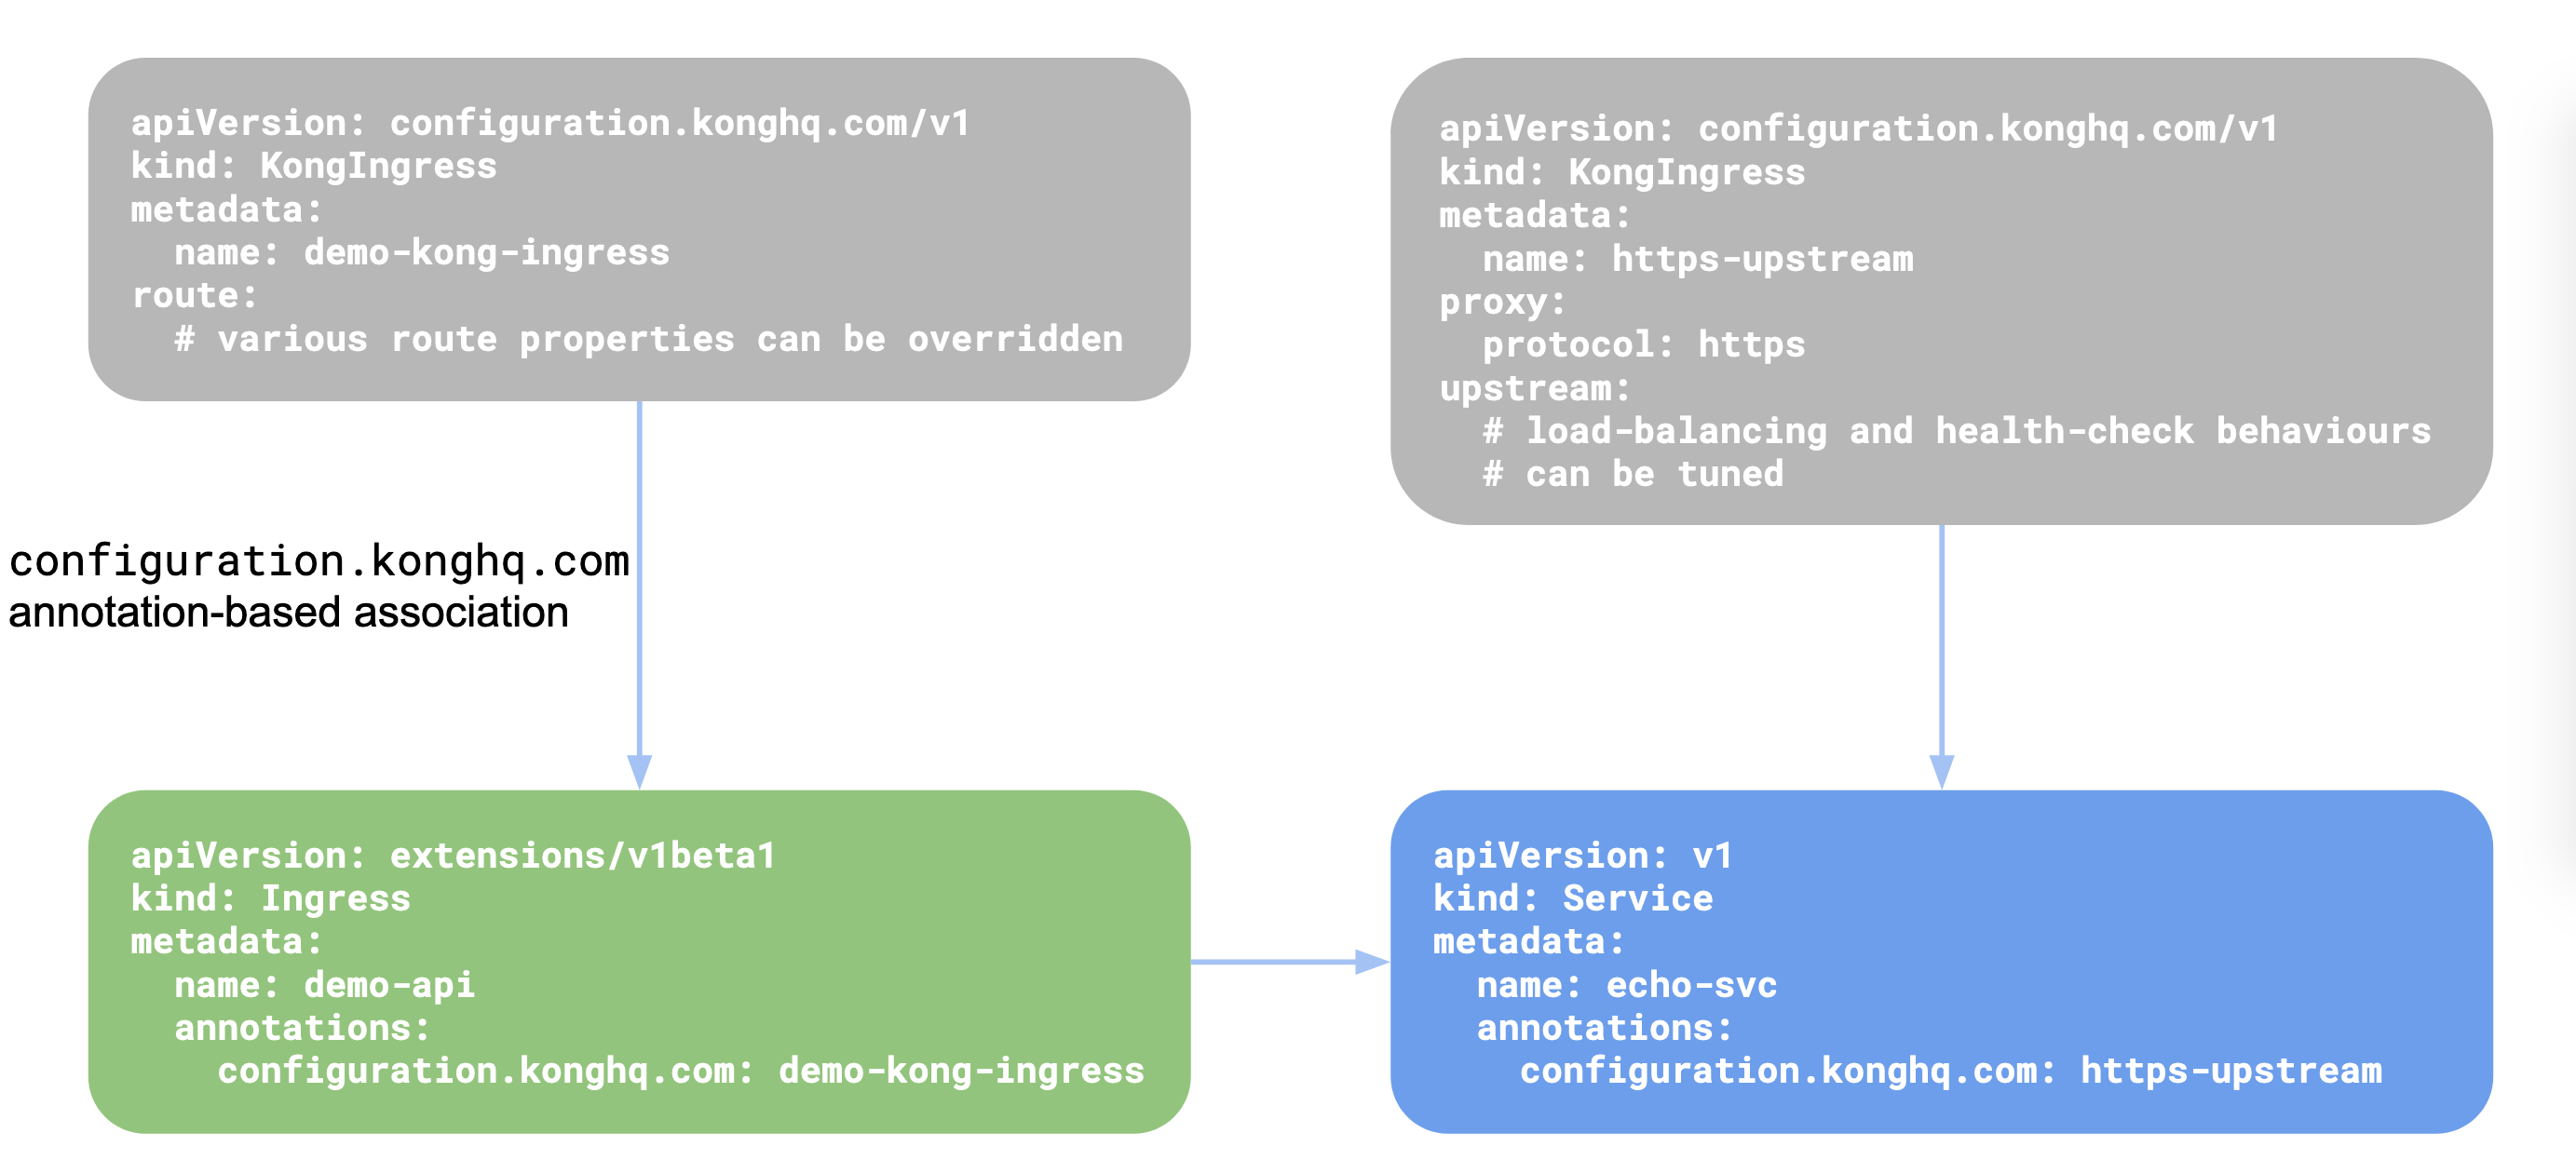 apiVersion: configuration.konghq.com/v1
kind: KongIngress
metadata:
  name: demo-kong-ingress
route:
  # various route properties can be overridden
apiVersion: configuration.konghq.com/v1
kind: KongIngress
metadata:
  name: https-upstream
proxy:
  protocol: https
upstream:
  # load-balancing and health-check behaviours
  # can be tuned
configuration.konghq.com
annotation-based association
apiVersion: extensions/v1beta1
kind: Ingress
metadata:
  name: demo-api
  annotations:
    configuration.konghq.com: demo-kong-ingress
apiVersion: v1
kind: Service
metadata:
  name: echo-svc
  annotations:
    configuration.konghq.com: https-upstream